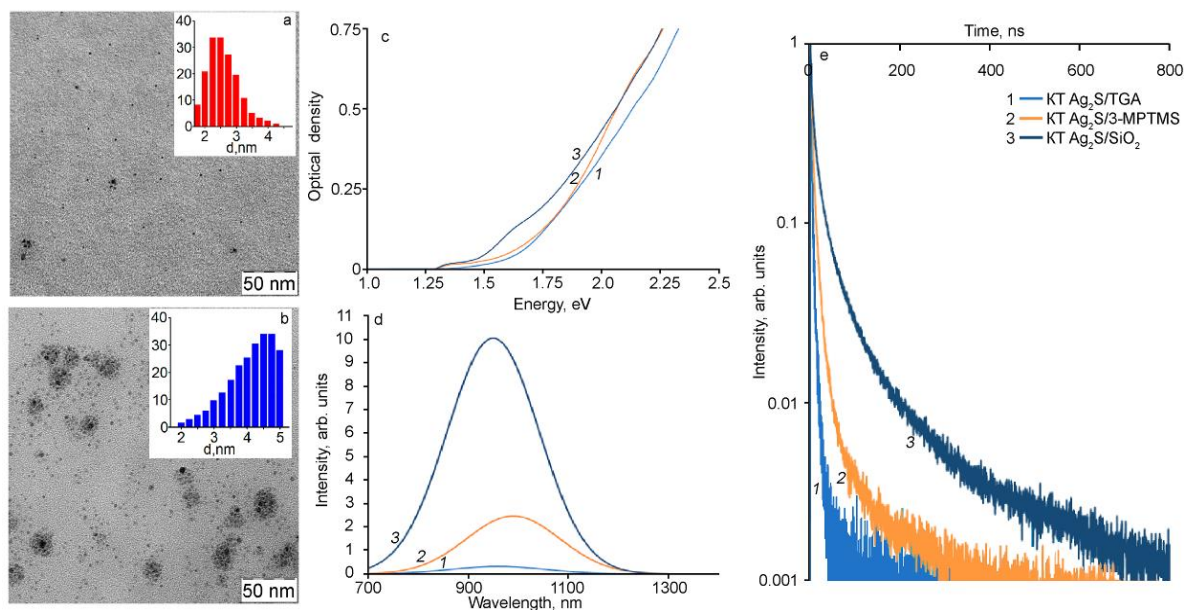 a
40
30
20
10
0
2 3 4
d,nm
50 nm
b
40
30
20
10
0
2 3 4 5
d,nm
50 nm
c
0.75
0.5
0.25
0
Optical density
3
2
1
1.0 1.25 1.5 1.75 2.0 2.25 2.5
Energy, eV
d
11
10
9
8
7
6
5
4
3
2
1
0
Intensity, arb. units
3
2
1
700 900 1100 1300
Wavelength, nm
Time, ns
0 200 400 600 800
e
1
0.1
0.01
0.001
Intensity, arb. units
1 КТ Ag₂S/TGA
2 КТ Ag₂S/3-MPTMS
3 КТ Ag₂S/SiO₂
3
2
1